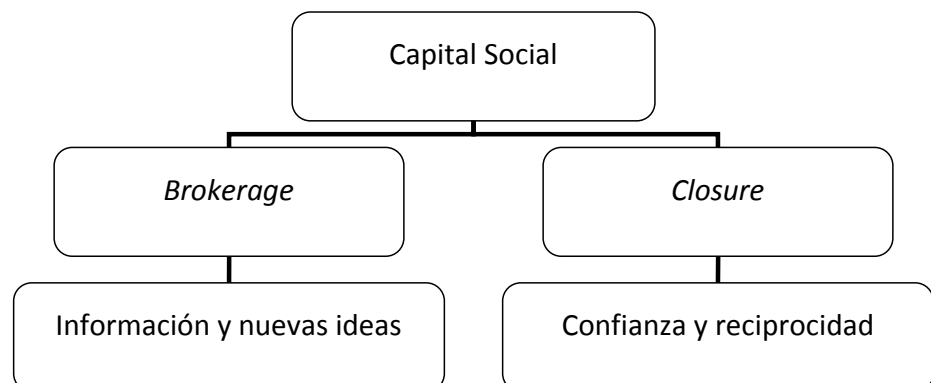 Capital Social
Brokerage
Closure
Información y nuevas ideas
Confianza y reciprocidad